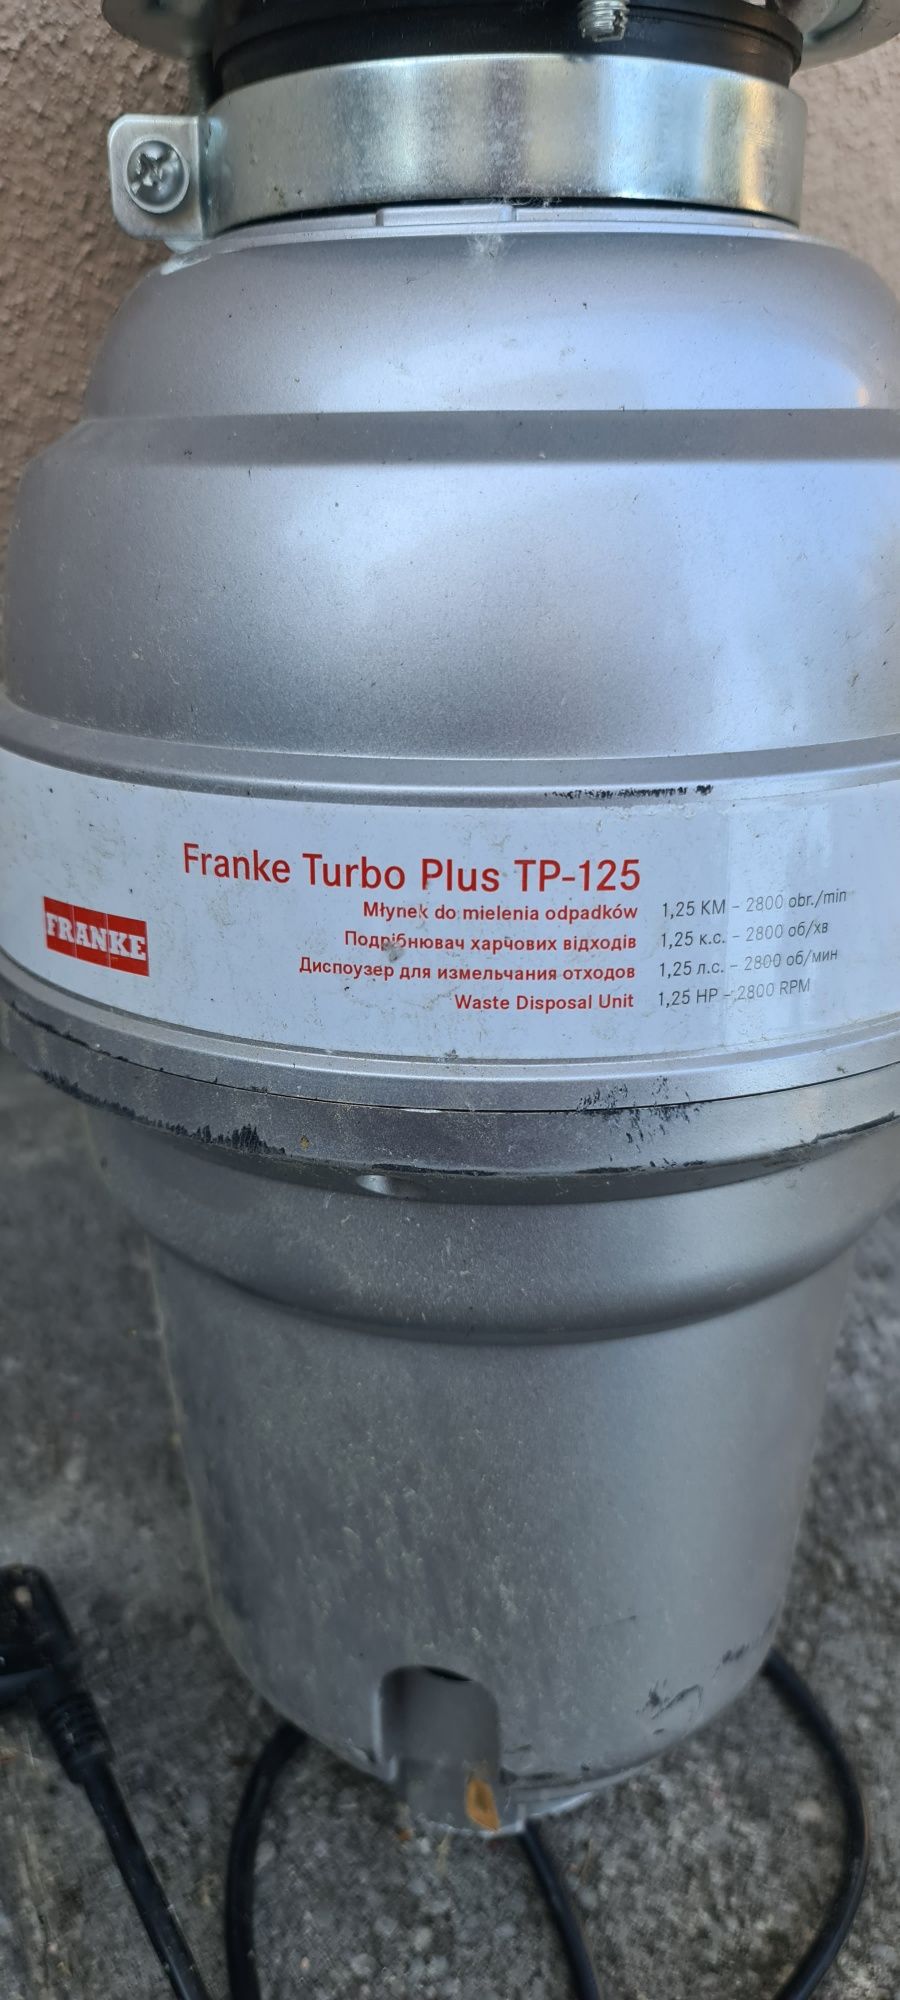 Franke Turbo Plus TP-125
FRANKE
Młynek do mielenia odpadków 1,25 KM – 2800 obr./min
Подрібнювач харчових відходів 1,25 к.с. – 2800 об/хв
Диспоузер для измельчания отходов 1,25 л.с. – 2800 об/мин
Waste Disposal Unit 1,25 HP – 2800 RPM